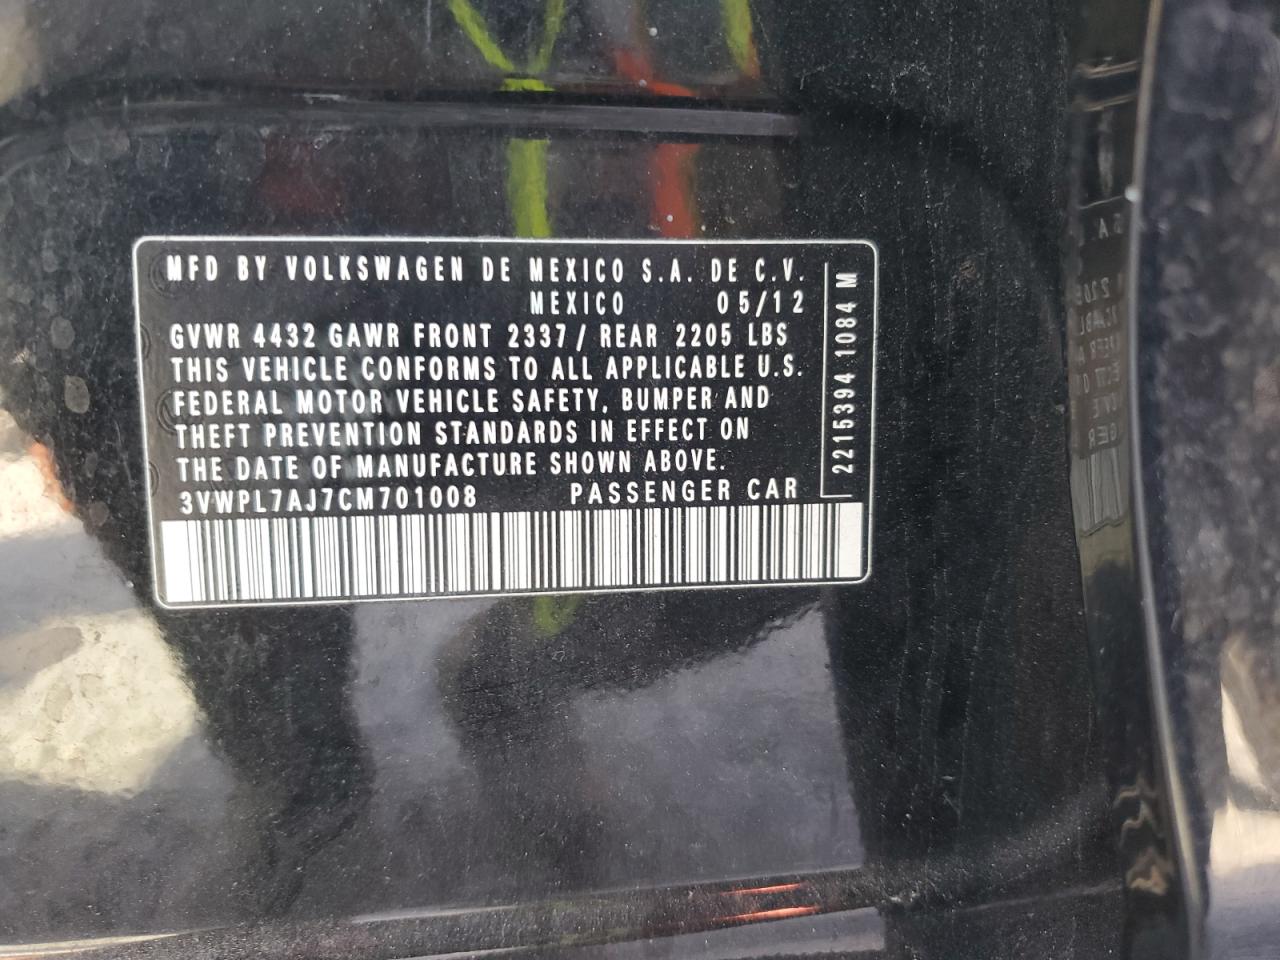 MFD BY VOLKSWAGEN DE MEXICO S.A. DE C.V.
MEXICO 05/12
GVWR 4432 GAWR FRONT 2337/ REAR 2205 LBS
THIS VEHICLE CONFORMS TO ALL APPLICABLE U.S.
FEDERAL MOTOR VEHICLE SAFETY, BUMPER AND
THEFT PREVENTION STANDARDS IN EFFECT ON
THE DATE OF MANUFACTURE SHOWN ABOVE.
3VWPL7AJ7CM701008 PASSENGER CAR
2215394 1084 M